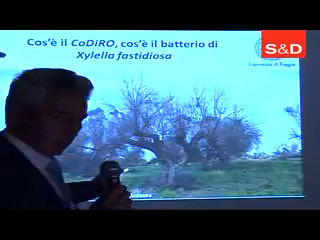 Cos'è il CoDiRO, cos'è il batterio di
Xylella fastidiosa
S&D
Università di Foggia